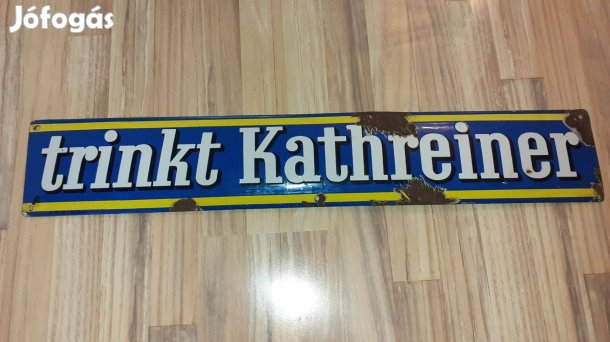 Jófogás
trinkt Kathreiner